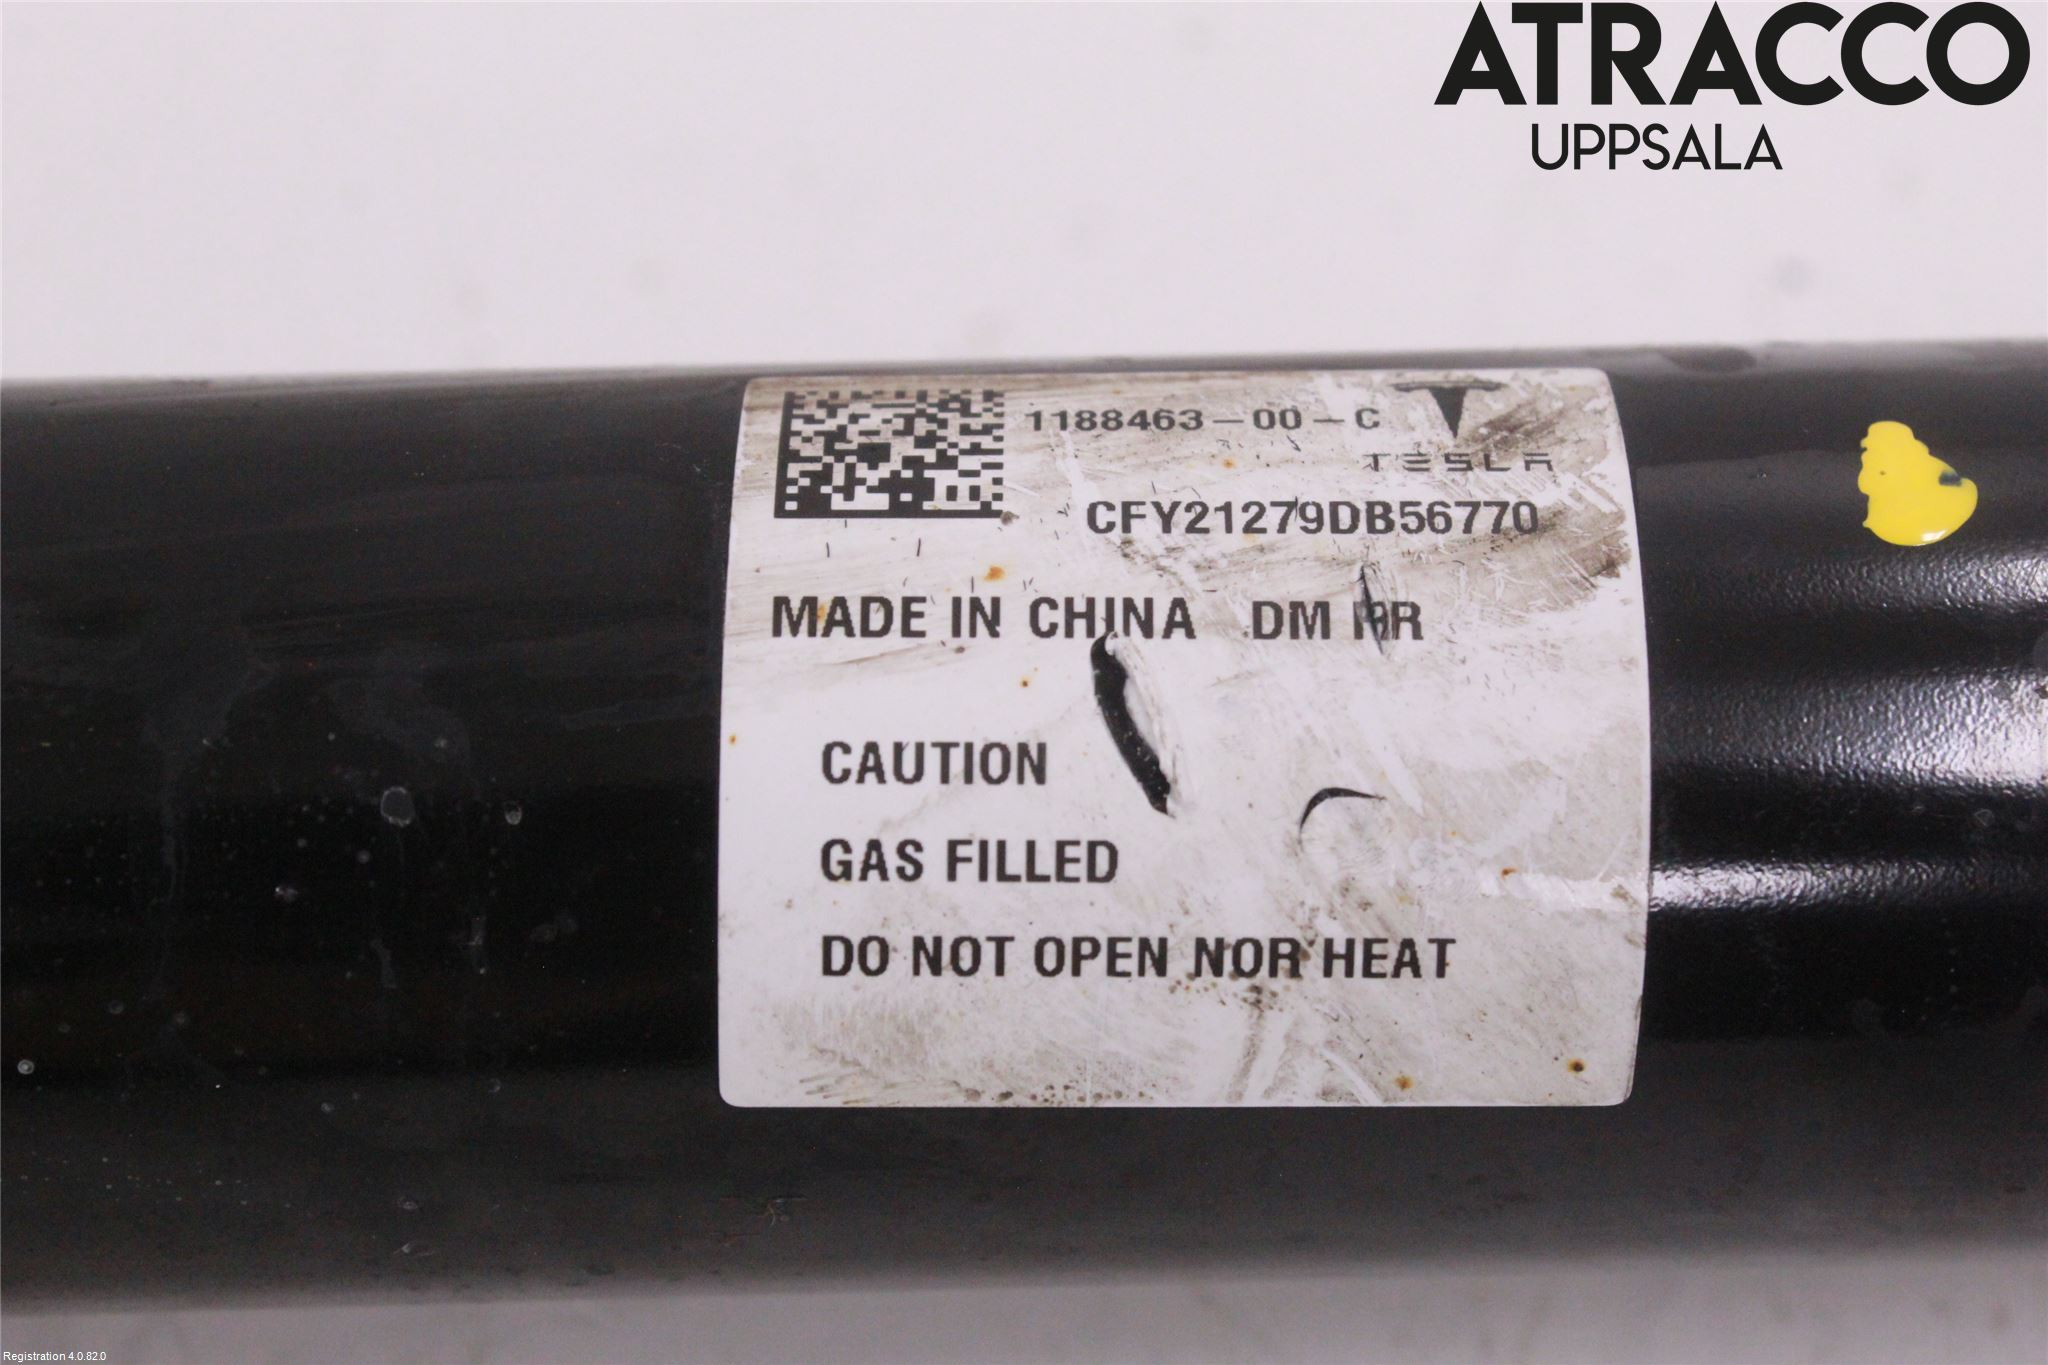 ATRACCO
UPPSALA
1188463-00-C
TESLA
CFY21279DB56770
MADE IN CHINA DM RR
CAUTION
GAS FILLED
DO NOT OPEN NOR HEAT
Registration 4.0.82.0